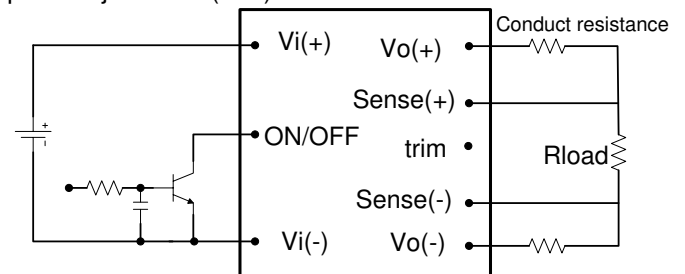 Conduct resistance
Vi(+)
Vo(+)
Sense(+)
ON/OFF
trim
Rload
Sense(-)
Vi(-)
Vo(-)
+
-